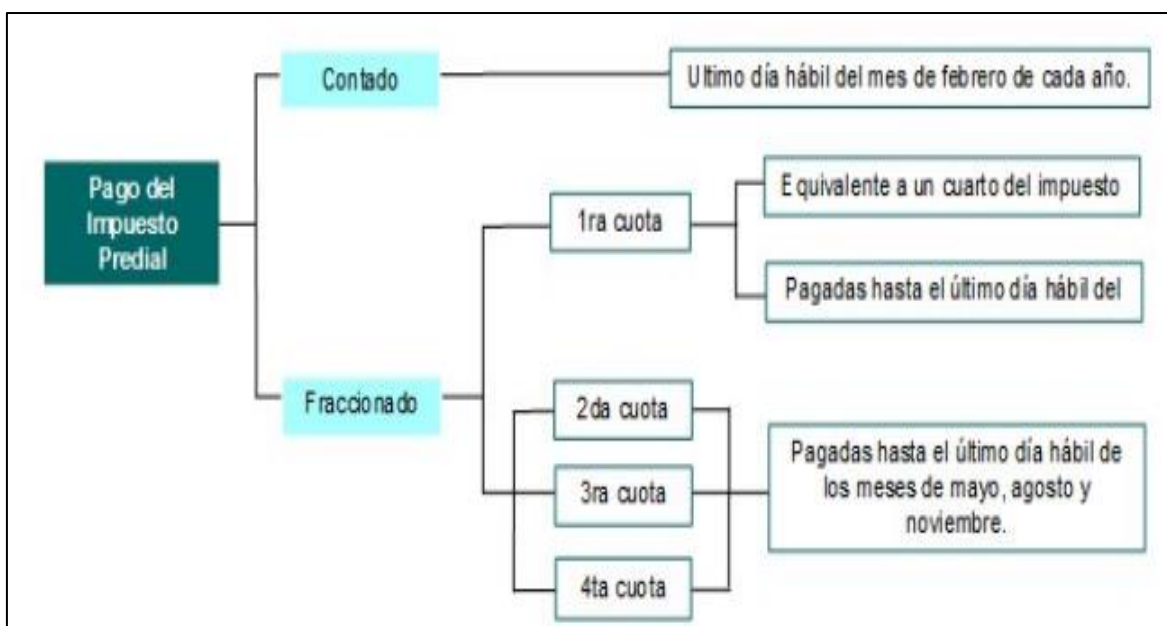 Pago del
Impuesto
Predial
Contado
Ultimo día hábil del mes de febrero de cada año.
Fraccionado
1ra cuota
Equivalente a un cuarto del impuesto
Pagadas hasta el último día hábil del
2da cuota
3ra cuota
4ta cuota
Pagadas hasta el último día hábil de
los meses de mayo, agosto y
noviembre.